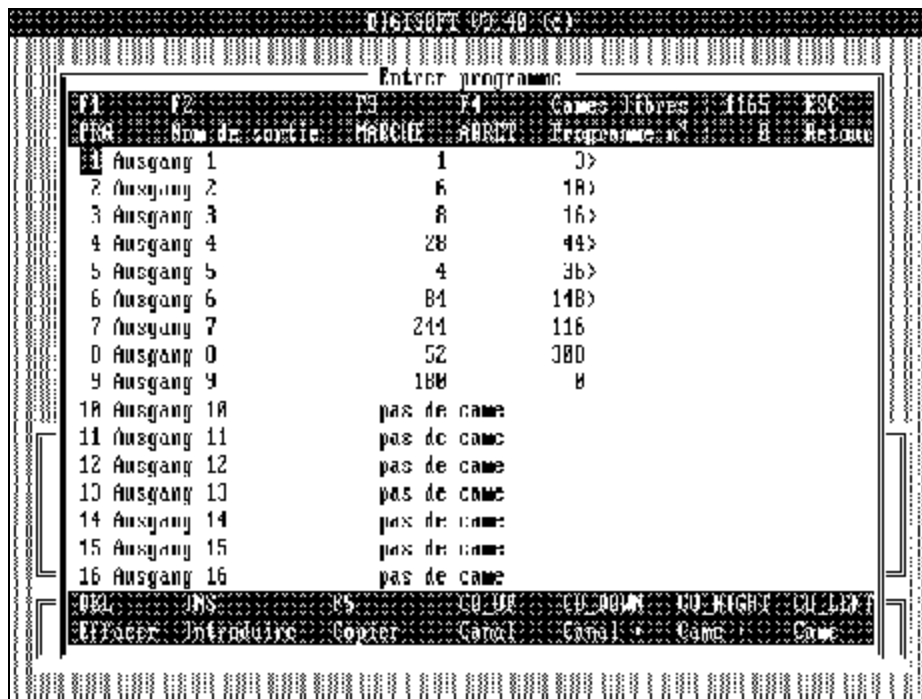 DIGISOFT V3.40 (c)
Entrer programme
F1 F2 F3 F4 Cames libres : 1165 ESC
PRG Nom de sortie MARCHE ARRET Programme n° : 0 Retour
1 Ausgang 1 1 3>
2 Ausgang 2 6 10>
3 Ausgang 3 8 16>
4 Ausgang 4 28 44>
5 Ausgang 5 4 36>
6 Ausgang 6 84 148>
7 Ausgang 7 244 116
8 Ausgang 8 52 308
9 Ausgang 9 180 0
10 Ausgang 10 pas de came
11 Ausgang 11 pas de came
12 Ausgang 12 pas de came
13 Ausgang 13 pas de came
14 Ausgang 14 pas de came
15 Ausgang 15 pas de came
16 Ausgang 16 pas de came
DEL INS F5 CU_UP CU_DOWN CU_RIGHT CU_LEFT
Effacer Introduire Copier Canal Canal + Came Came